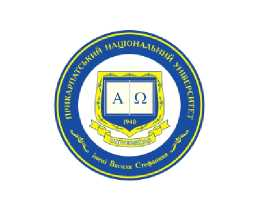 ПРИКАРПАТСЬКИЙ НАЦІОНАЛЬНИЙ УНІВЕРСИТЕТ
Α Ω
1940
імені Василя Стефаника